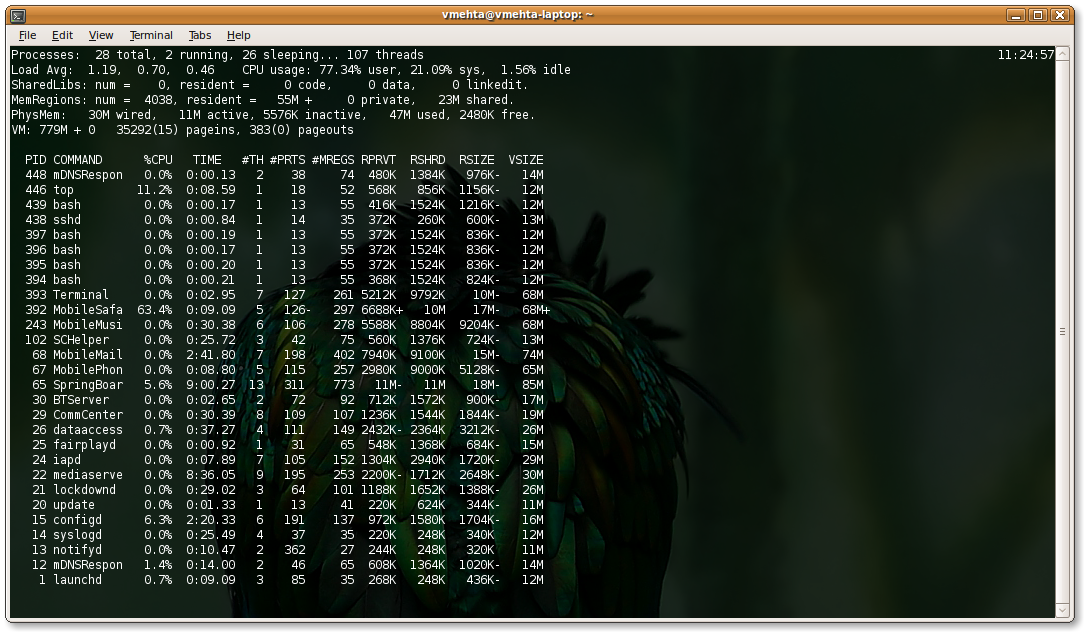 vmehta@vmehta-laptop: ~
File Edit View Terminal Tabs Help
Processes:  28 total, 2 running, 26 sleeping... 107 threads 11:24:57
Load Avg:  1.19,  0.70,  0.46    CPU usage: 77.34% user, 21.09% sys,  1.56% idle
SharedLibs: num =    0, resident =     0 code,     0 data,     0 linkedit.
MemRegions: num =  4038, resident =   55M +     0 private,    23M shared.
PhysMem:   30M wired,   11M active, 5576K inactive,   47M used, 2480K free.
VM: 779M + 0   35292(15) pageins, 383(0) pageouts
PID COMMAND      %CPU   TIME   #TH #PRTS #MREGS RPRVT  RSHRD  RSIZE  VSIZE
448 mDNSRespon   0.0%  0:00.13   2    38     74   480K  1384K   976K-   14M
446 top         11.2%  0:08.59   1    18     52   568K   856K  1156K-   12M
439 bash         0.0%  0:00.17   1    13     55   416K  1524K  1216K-   12M
438 sshd         0.0%  0:00.84   1    14     35   372K   260K   600K-   13M
397 bash         0.0%  0:00.19   1    13     55   372K  1524K   836K-   12M
396 bash         0.0%  0:00.17   1    13     55   372K  1524K   836K-   12M
395 bash         0.0%  0:00.20   1    13     55   372K  1524K   836K-   12M
394 bash         0.0%  0:00.21   1    13     55   368K  1524K   824K-   12M
393 Terminal     0.0%  0:02.95   7   127    261  5212K  9792K    10M-   68M
392 MobileSafa  63.4%  0:09.09   5   126-   297  6688K+   10M    17M-   68M+
243 MobileMusi   0.0%  0:30.38   6   106    278  5588K  8804K  9204K-   68M
102 SCHelper     0.0%  0:25.72   3    42     75   560K  1376K   724K-   13M
68 MobileMail   0.0%  2:41.80   7   198    402  7940K  9100K    15M-   74M
67 MobilePhon   0.0%  0:08.80   5   115    257  2980K  9000K  5128K-   65M
65 SpringBoar   5.6%  9:00.27  13   311    773    11M-   11M    18M-   85M
30 BTServer     0.0%  0:02.65   2    72     92   712K  1572K   900K-   17M
29 CommCenter   0.0%  0:30.39   8   109    107  1236K  1544K  1844K-   19M
26 dataaccess   0.7%  0:37.27   4   111    149  2432K- 2364K  3212K-   26M
25 fairplayd    0.0%  0:00.92   1    31     65   548K  1368K   684K-   15M
24 iapd         0.0%  0:07.89   7   105    152  1304K  2940K  1720K-   29M
22 mediaserve   0.0%  8:36.05   9   195    253  2200K- 1712K  2648K-   30M
21 lockdownd    0.0%  0:29.02   3    64    101  1188K  1652K  1388K-   26M
20 update       0.0%  0:01.33   1    13     41   220K   624K   344K-   11M
15 configd      6.3%  2:20.33   6   191    137   972K  1580K  1704K-   16M
14 syslogd      0.0%  0:25.49   4    37     35   220K   248K   340K    12M
13 notifyd      0.0%  0:10.47   2   362     27   244K   248K   320K    11M
12 mDNSRespon   1.4%  0:14.00   2    46     65   608K  1364K  1020K-   14M
1 launchd      0.7%  0:09.09   3    85     35   268K   248K   436K-   12M